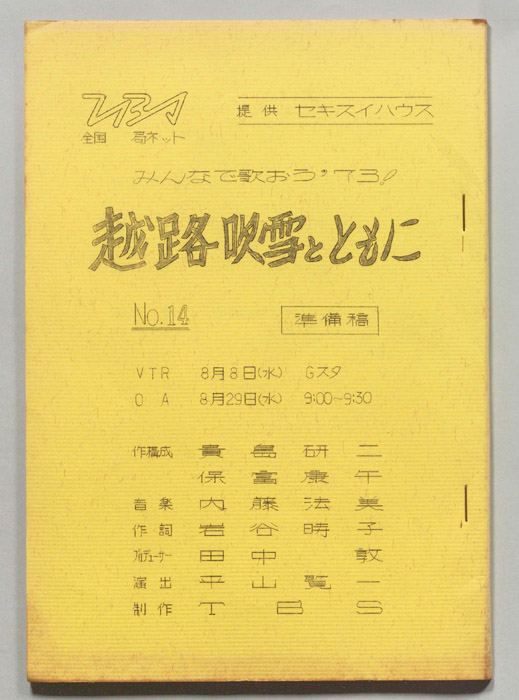 TBS
提供 セキスイハウス
全国 局ネット
みんなで歌おう'73!
越路吹雪とともに
No.14
準備稿
VTR 8月8日(水) Gスタ
OA 8月29日(水) 9:00~9:30
作構成 貴島研二
保富康午
音楽 内藤法美
作詞 岩谷時子
プロデューサー 田中 敦
演出 平山賢一
制作 TBS